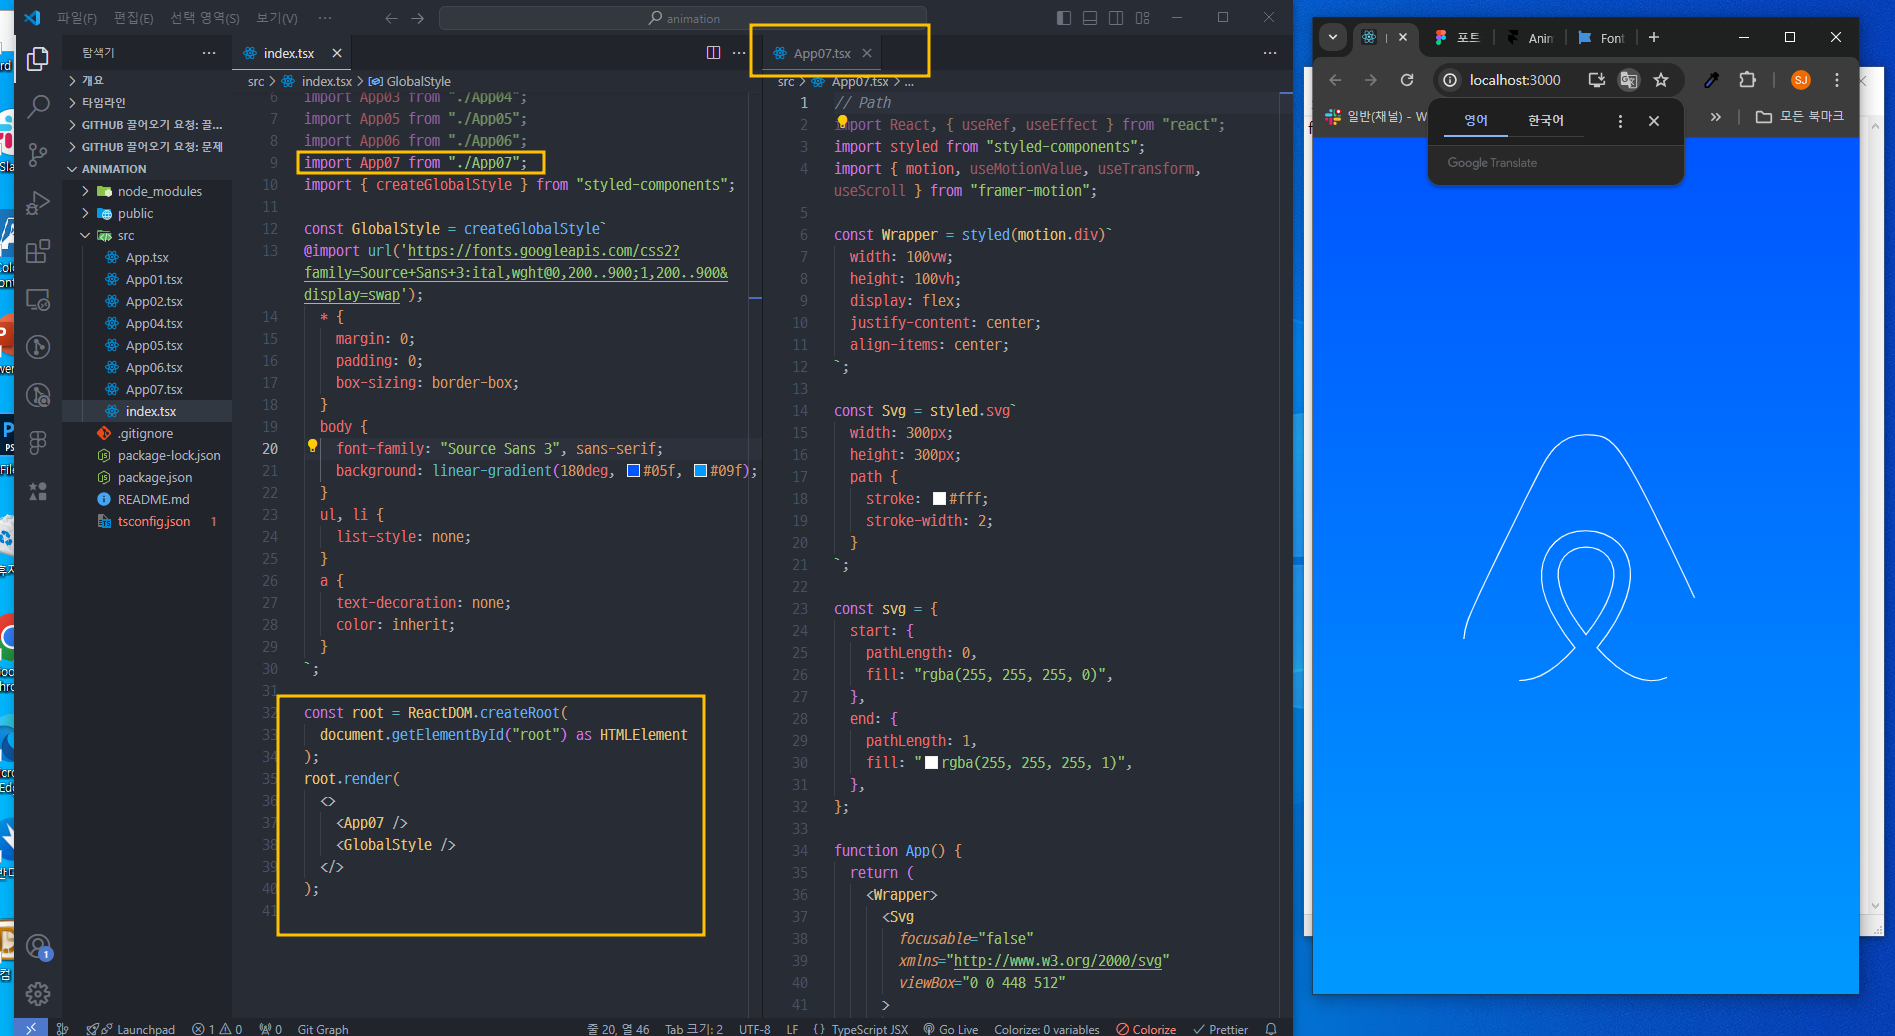 파일(F) 편집(E) 선택 영역(S) 보기(V) ···
animation
탐색기
개요
타임라인
GITHUB 끌어오기 요청: 끌...
GITHUB 끌어오기 요청: 문제
ANIMATION
node_modules
public
src
App.tsx
App01.tsx
App02.tsx
App04.tsx
App05.tsx
App06.tsx
App07.tsx
index.tsx
.gitignore
package-lock.json
package.json
README.md
tsconfig.json 1
index.tsx
src > index.tsx > GlobalStyle
6 import App03 from "./App04";
7 import App05 from "./App05";
8 import App06 from "./App06";
9 import App07 from "./App07";
10 import { createGlobalStyle } from "styled-components";
11
12 const GlobalStyle = createGlobalStyle`
13 @import url('https://fonts.googleapis.com/css2?
family=Source+Sans+3:ital,wght@0,200..900;1,200..900&
display=swap');
14 * {
15 margin: 0;
16 padding: 0;
17 box-sizing: border-box;
18 }
19 body {
20 font-family: "Source Sans 3", sans-serif;
21 background: linear-gradient(180deg, #05f, #09f);
22 }
23 ul, li {
24 list-style: none;
25 }
26 a {
27 text-decoration: none;
28 color: inherit;
29 }
30 `;
31
32 const root = ReactDOM.createRoot(
33 document.getElementById("root") as HTMLElement
34 );
35 root.render(
36 <>
37 <App07 />
38 <GlobalStyle />
39 </>
40 );
41
App07.tsx
src > App07.tsx > ...
1 // Path
2 import React, { useRef, useEffect } from "react";
3 import styled from "styled-components";
4 import { motion, useMotionValue, useTransform,
useScroll } from "framer-motion";
5
6 const Wrapper = styled(motion.div)`
7 width: 100vw;
8 height: 100vh;
9 display: flex;
10 justify-content: center;
11 align-items: center;
12 `;
13
14 const Svg = styled.svg`
15 width: 300px;
16 height: 300px;
17 path {
18 stroke: #fff;
19 stroke-width: 2;
20 }
21 `;
22
23 const svg = {
24 start: {
25 pathLength: 0,
26 fill: "rgba(255, 255, 255, 0)",
27 },
28 end: {
29 pathLength: 1,
30 fill: "rgba(255, 255, 255, 1)",
31 },
32 };
33
34 function App() {
35 return (
36 <Wrapper>
37 <Svg
38 focusable="false"
39 xmlns="http://www.w3.org/2000/svg"
40 viewBox="0 0 448 512"
41 >
1
Launchpad 1 0 0 Git Graph 줄 20, 열 46 Tab 크기: 2 UTF-8 LF {} TypeScript JSX Go Live Colorize: 0 variables Colorize Prettier
포트 Anin Font
localhost:3000 SJ
일반(채널) - W 모든 북마크
영어 한국어
Google Translate